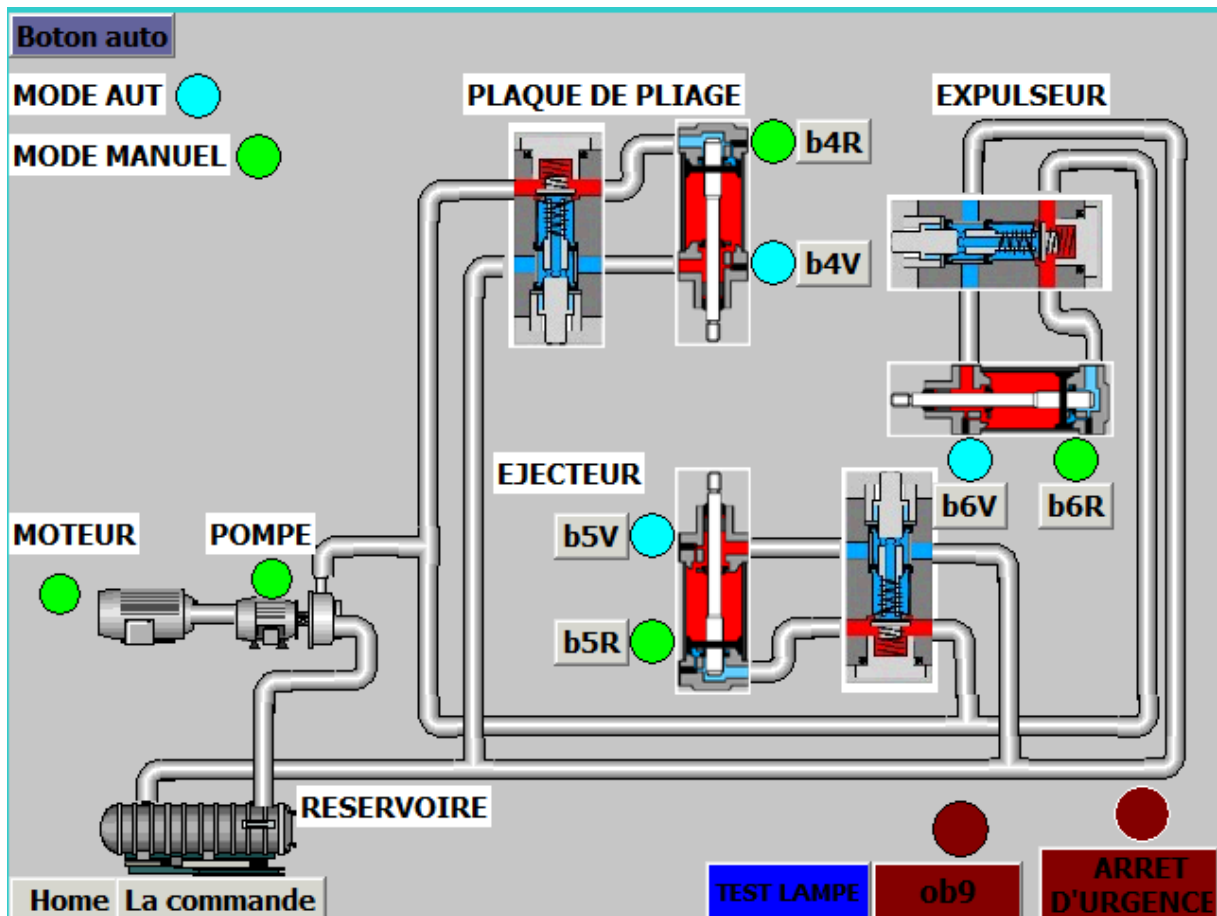 Boton auto
MODE AUT
MODE MANUEL
PLAQUE DE PLIAGE
b4R
b4V
EXPULSEUR
b6V
b6R
EJECTEUR
b5V
b5R
MOTEUR
POMPE
RESERVOIRE
Home
La commande
TEST LAMPE
ob9
ARRET
D'URGENCE